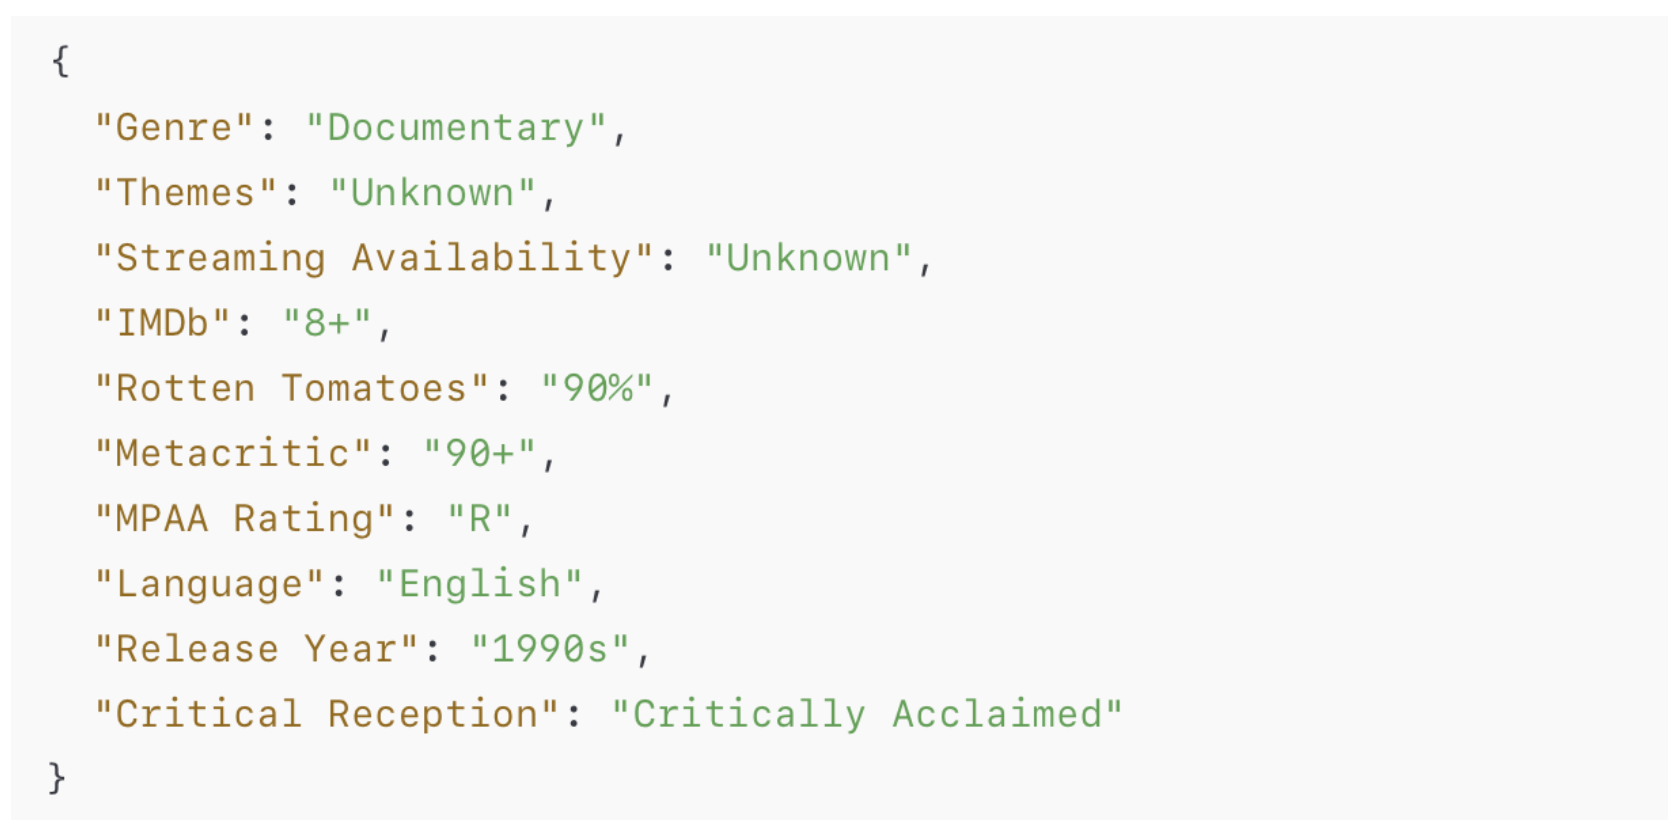 {
"Genre": "Documentary",
"Themes": "Unknown",
"Streaming Availability": "Unknown",
"IMDb": "8+",
"Rotten Tomatoes": "90%",
"Metacritic": "90+",
"MPAA Rating": "R",
"Language": "English",
"Release Year": "1990s",
"Critical Reception": "Critically Acclaimed"
}